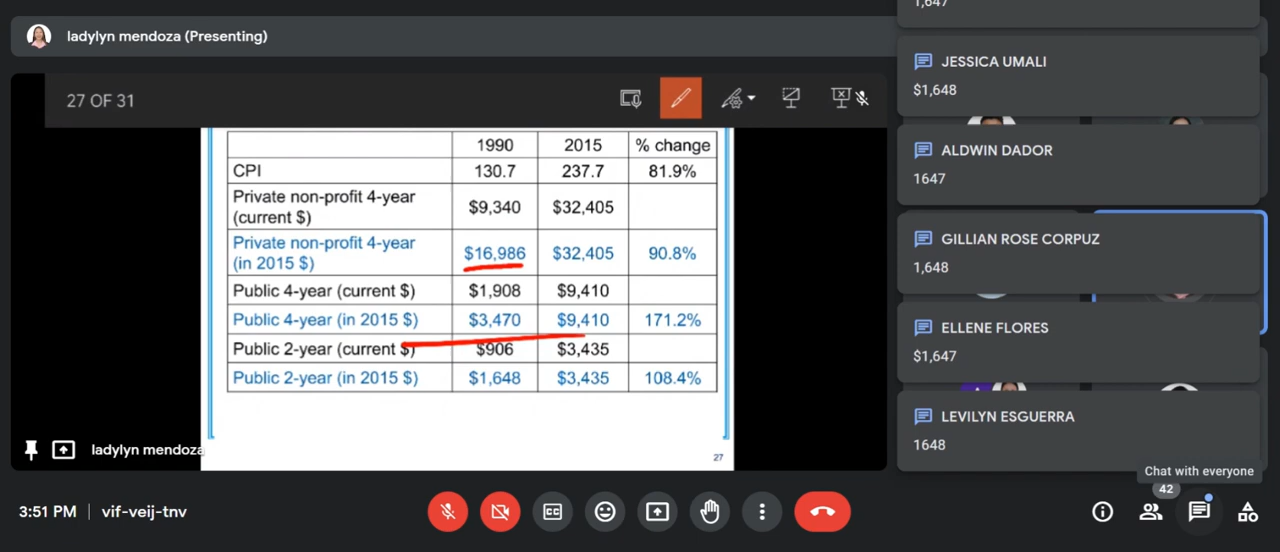 ladylyn mendoza (Presenting)
27 OF 31
1990 2015 % change
CPI 130.7 237.7 81.9%
Private non-profit 4-year
(current $) $9,340 $32,405
Private non-profit 4-year
(in 2015 $) $16,986 $32,405 90.8%
Public 4-year (current $) $1,908 $9,410
Public 4-year (in 2015 $) $3,470 $9,410 171.2%
Public 2-year (current $) $906 $3,435
Public 2-year (in 2015 $) $1,648 $3,435 108.4%
27
ladylyn mendoza
1,647
JESSICA UMALI
$1,648
ALDWIN DADOR
1647
GILLIAN ROSE CORPUZ
1,648
ELLENE FLORES
$1,647
LEVILYN ESGUERRA
1648
Chat with everyone
42
3:51 PM | vif-veij-tnv
CC